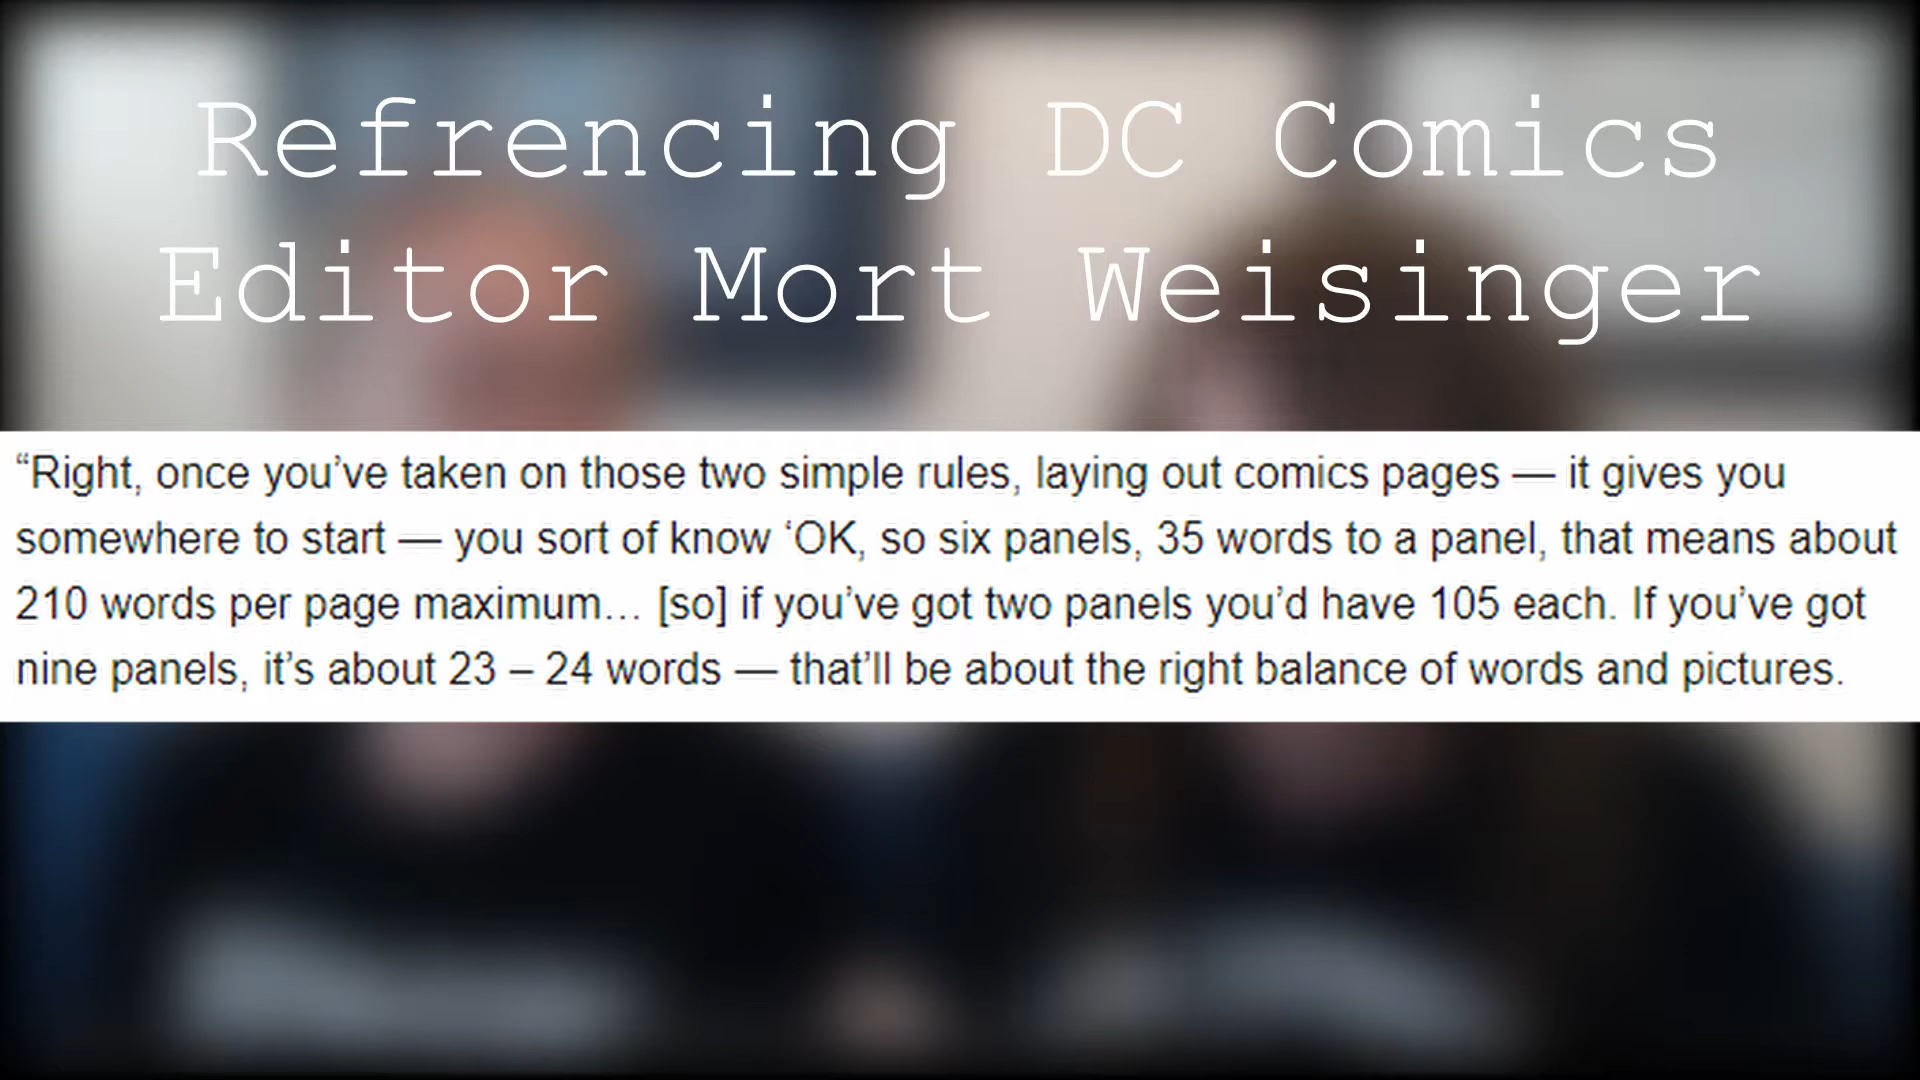 Refrencing DC Comics
Editor Mort Weisinger
“Right, once you’ve taken on those two simple rules, laying out comics pages — it gives you
somewhere to start — you sort of know ‘OK, so six panels, 35 words to a panel, that means about
210 words per page maximum… [so] if you’ve got two panels you’d have 105 each. If you’ve got
nine panels, it’s about 23 – 24 words — that’ll be about the right balance of words and pictures.